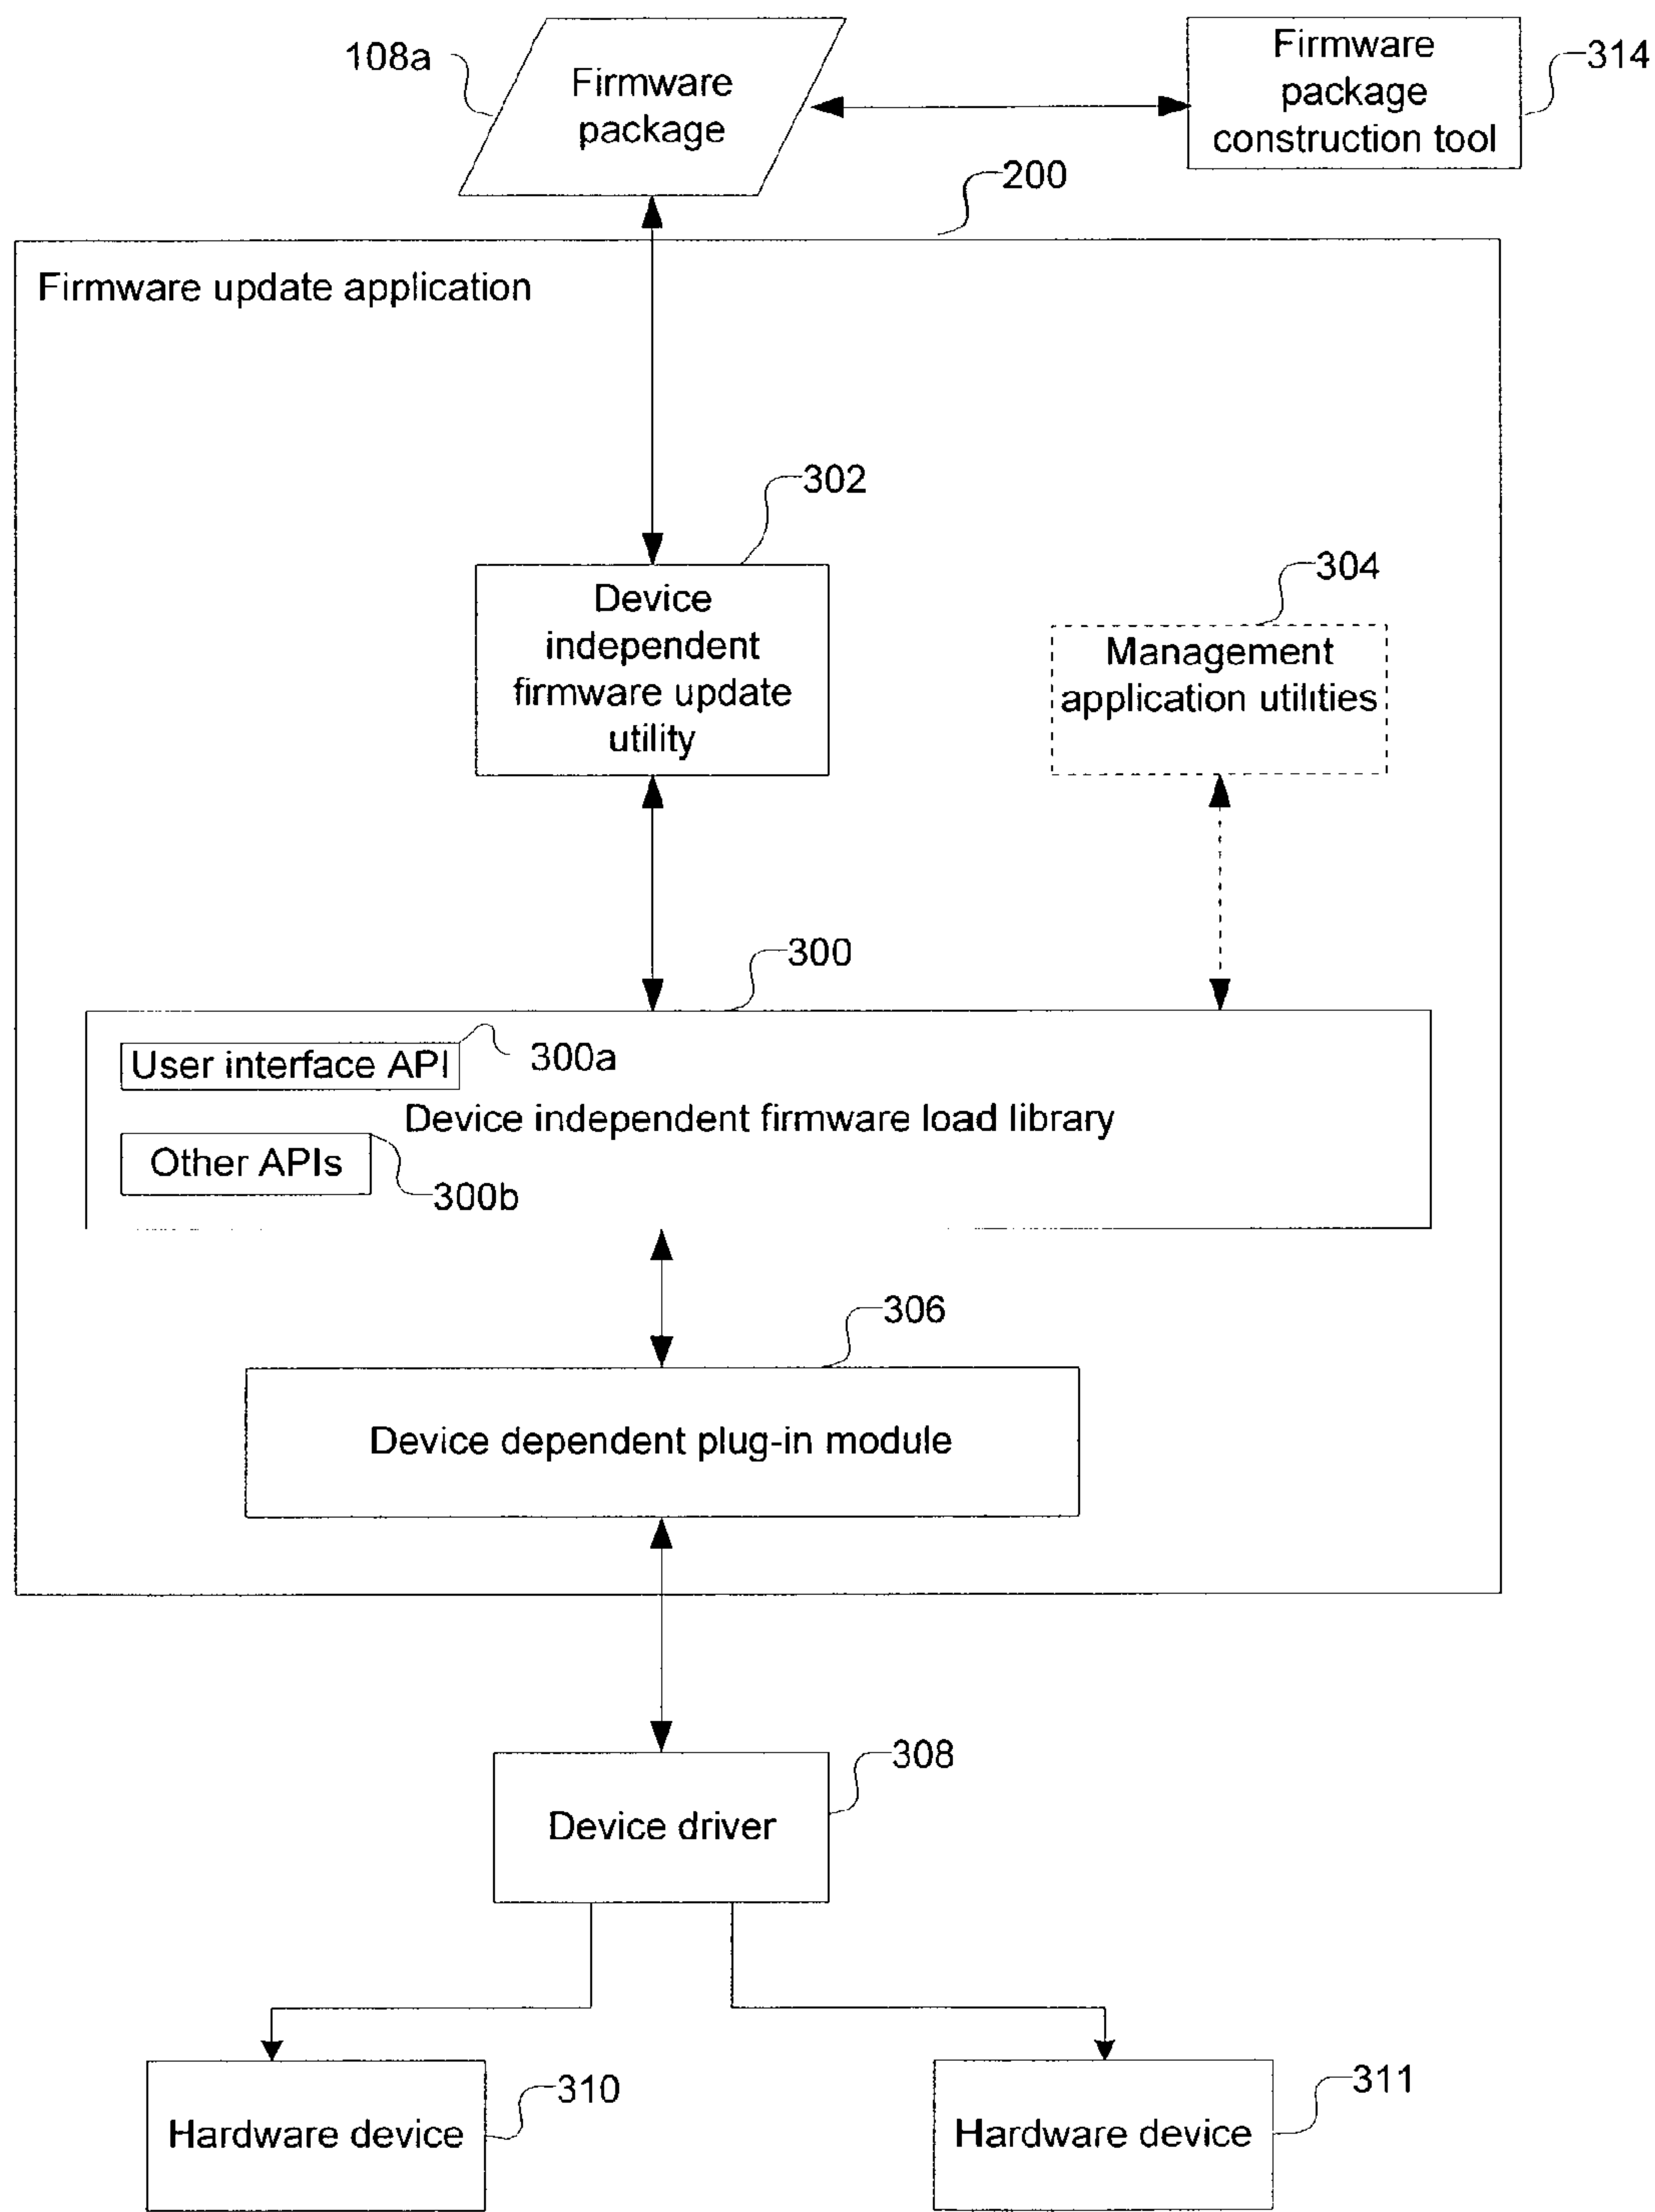 108a
Firmware
package
Firmware
package
construction tool
314
200
Firmware update application
302
Device
independent
firmware update
utility
304
Management
application utilities
300
User interface API
300a
Device independent firmware load library
Other APIs
300b
306
Device dependent plug-in module
308
Device driver
310
Hardware device
311
Hardware device